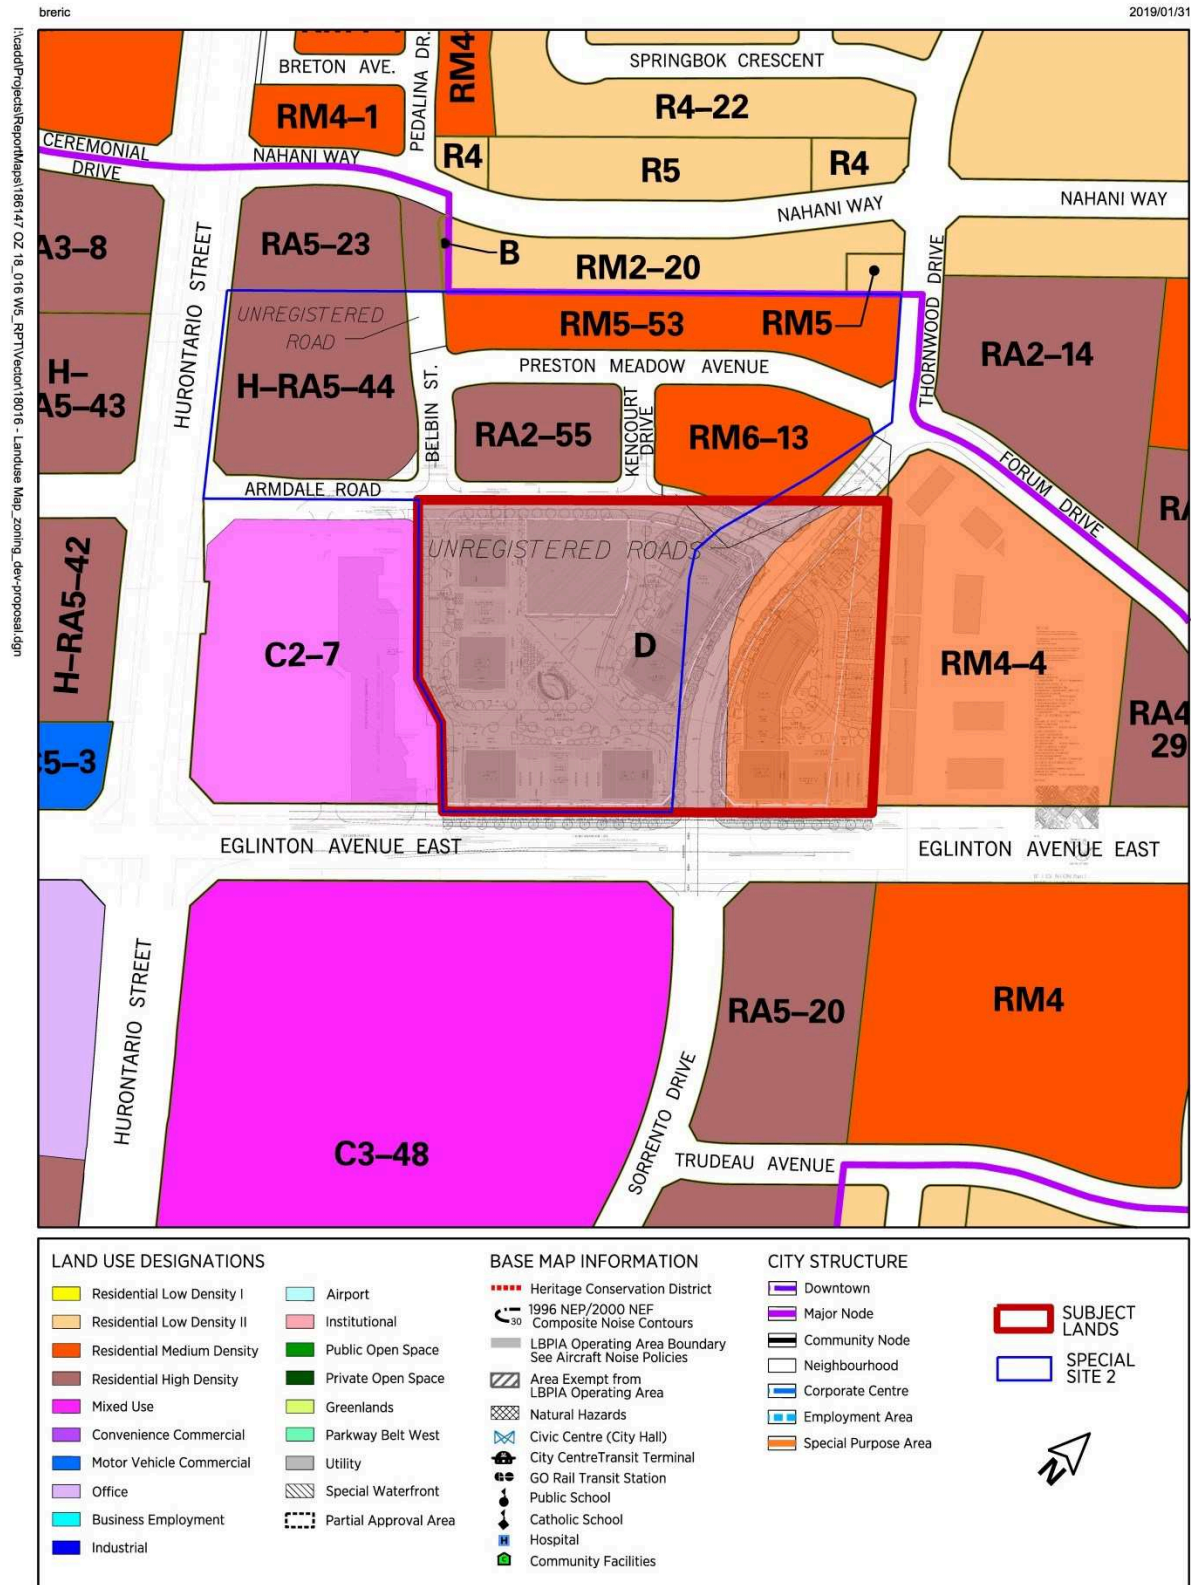 breric
2019/01/31
I:\cadd\Projects\ReportMaps\186147 OZ 18_016 W5_RPT\Vector\18016 - Landuse Map_zoning_dev-proposal.dgn
BRETON AVE.
PEDALINA DR.
RM4
SPRINGBOK CRESCENT
RM4-1
R4-22
CEREMONIAL
DRIVE
NAHANI WAY
R4
R5
R4
NAHANI WAY
NAHANI WAY
A3-8
HURONTARIO STREET
RA5-23
B
RM2-20
THORNWOOD DRIVE
UNREGISTERED
ROAD
RM5-53
RM5
RA2-14
H-
A5-43
H-RA5-44
BELBIN ST.
PRESTON MEADOW AVENUE
RA2-55
KENCOURT
DRIVE
RM6-13
FORUM DRIVE
ARMDALE ROAD
RA
H-RA5-42
UNREGISTERED ROADS
C2-7
D
RM4-4
RA4
29
C5-3
EGLINTON AVENUE EAST
EGLINTON AVENUE EAST
HURONTARIO STREET
RA5-20
RM4
C3-48
SORRENTO DRIVE
TRUDEAU AVENUE
LAND USE DESIGNATIONS
Residential Low Density I
Residential Low Density II
Residential Medium Density
Residential High Density
Mixed Use
Convenience Commercial
Motor Vehicle Commercial
Office
Business Employment
Industrial
Airport
Institutional
Public Open Space
Private Open Space
Greenlands
Parkway Belt West
Utility
Special Waterfront
Partial Approval Area
BASE MAP INFORMATION
Heritage Conservation District
30
1996 NEP/2000 NEF
Composite Noise Contours
LBPIA Operating Area Boundary
See Aircraft Noise Policies
Area Exempt from
LBPIA Operating Area
Natural Hazards
Civic Centre (City Hall)
City CentreTransit Terminal
GO Rail Transit Station
Public School
Catholic School
H Hospital
Community Facilities
CITY STRUCTURE
Downtown
Major Node
Community Node
Neighbourhood
Corporate Centre
Employment Area
Special Purpose Area
SUBJECT
LANDS
SPECIAL
SITE 2
N